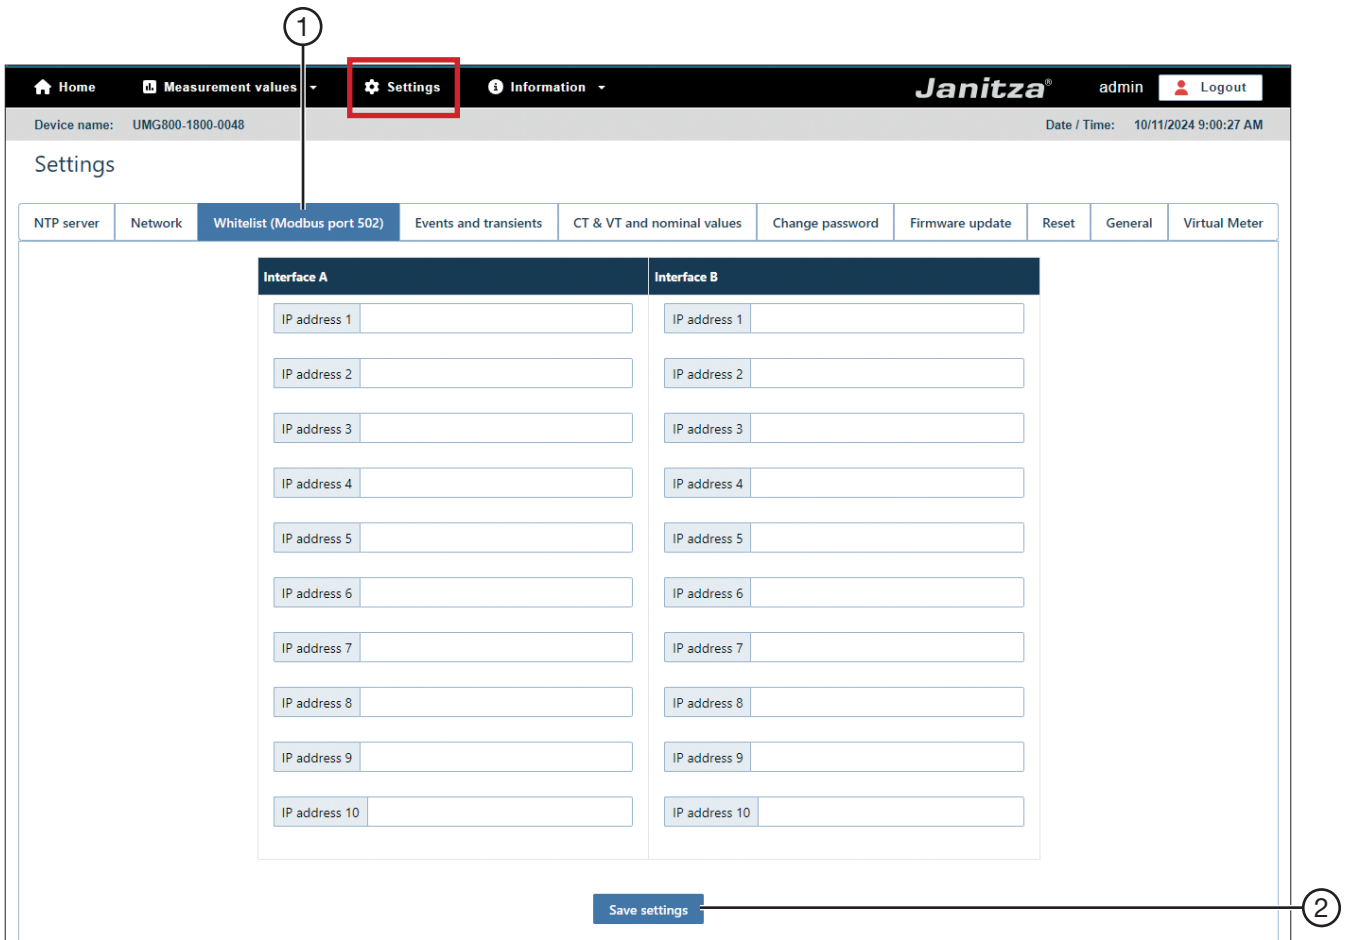 1
Home Measurement values Settings Information Janitza® admin Logout
Device name: UMG800-1800-0048 Date / Time: 10/11/2024 9:00:27 AM
Settings
NTP server Network Whitelist (Modbus port 502) Events and transients CT & VT and nominal values Change password Firmware update Reset General Virtual Meter
Interface A Interface B
IP address 1 IP address 1
IP address 2 IP address 2
IP address 3 IP address 3
IP address 4 IP address 4
IP address 5 IP address 5
IP address 6 IP address 6
IP address 7 IP address 7
IP address 8 IP address 8
IP address 9 IP address 9
IP address 10 IP address 10
Save settings 2